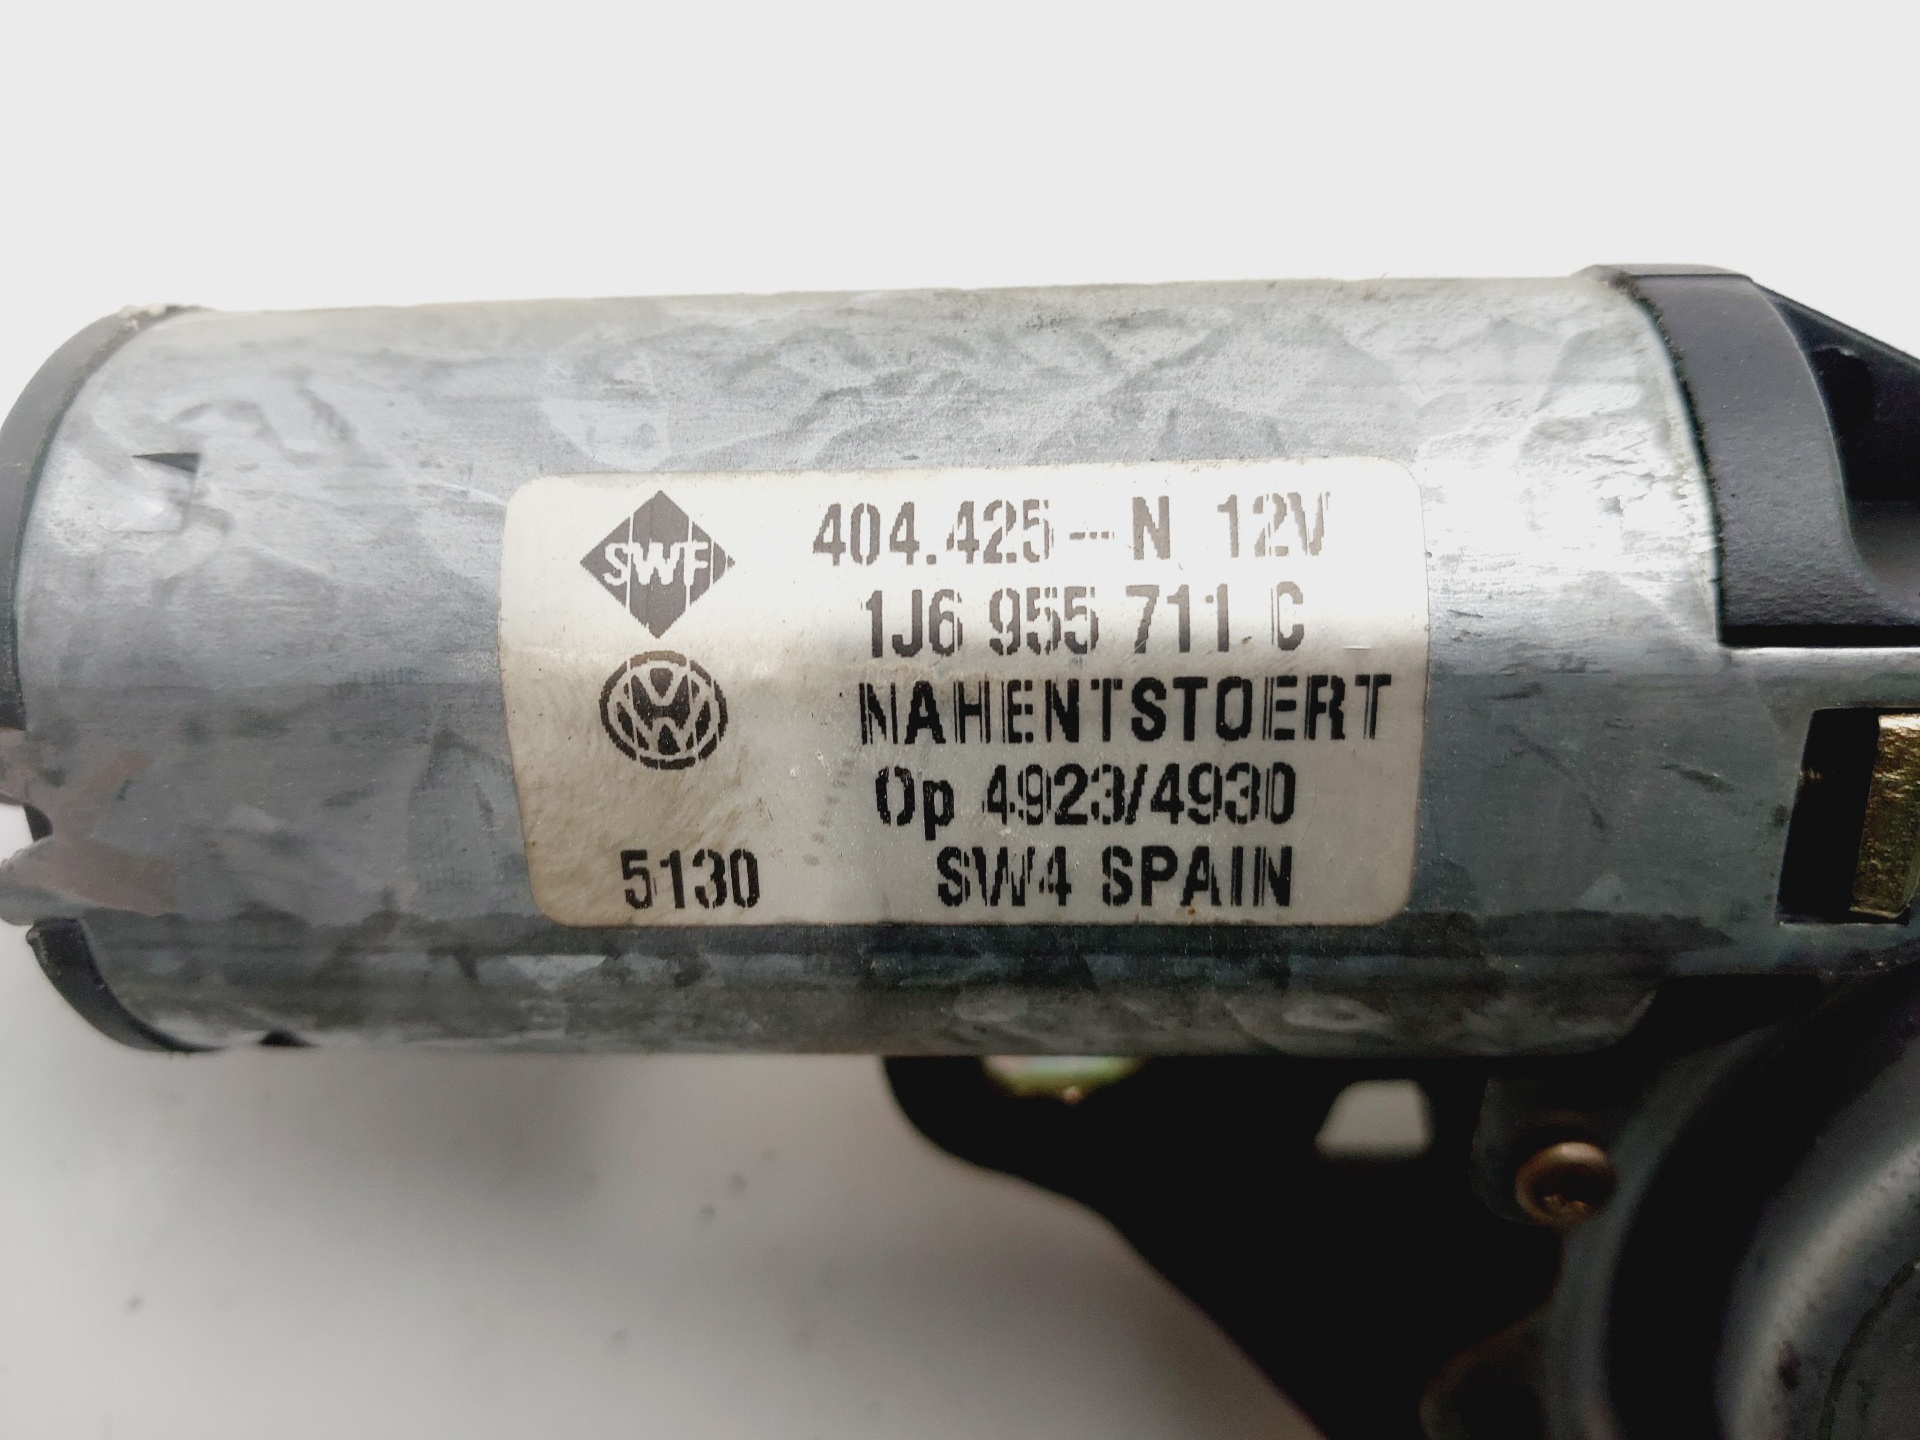 SWF 404.425-N 12V
1J6 955 711 C
NAHENTSTOERT
Op 4923/4930
5130 SW4 SPAIN